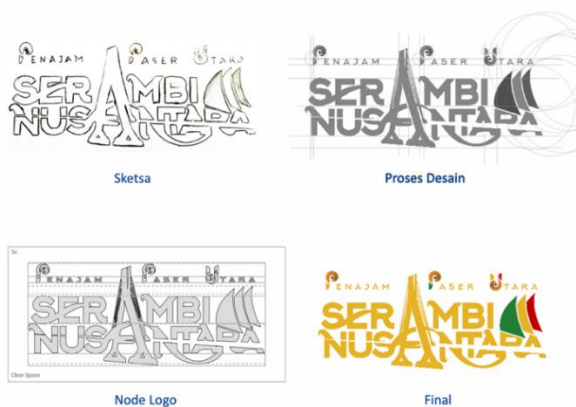 PENAJAM PASER UTARA
SERAMBI
NUSANTARA
Sketsa
PENAJAM PASER UTARA
SERAMBI
NUSANTARA
Proses Desain
3x
PENAJAM PASER UTARA
SERAMBI
NUSANTARA
Clear Space
Node Logo
PENAJAM PASER UTARA
SERAMBI
NUSANTARA
Final